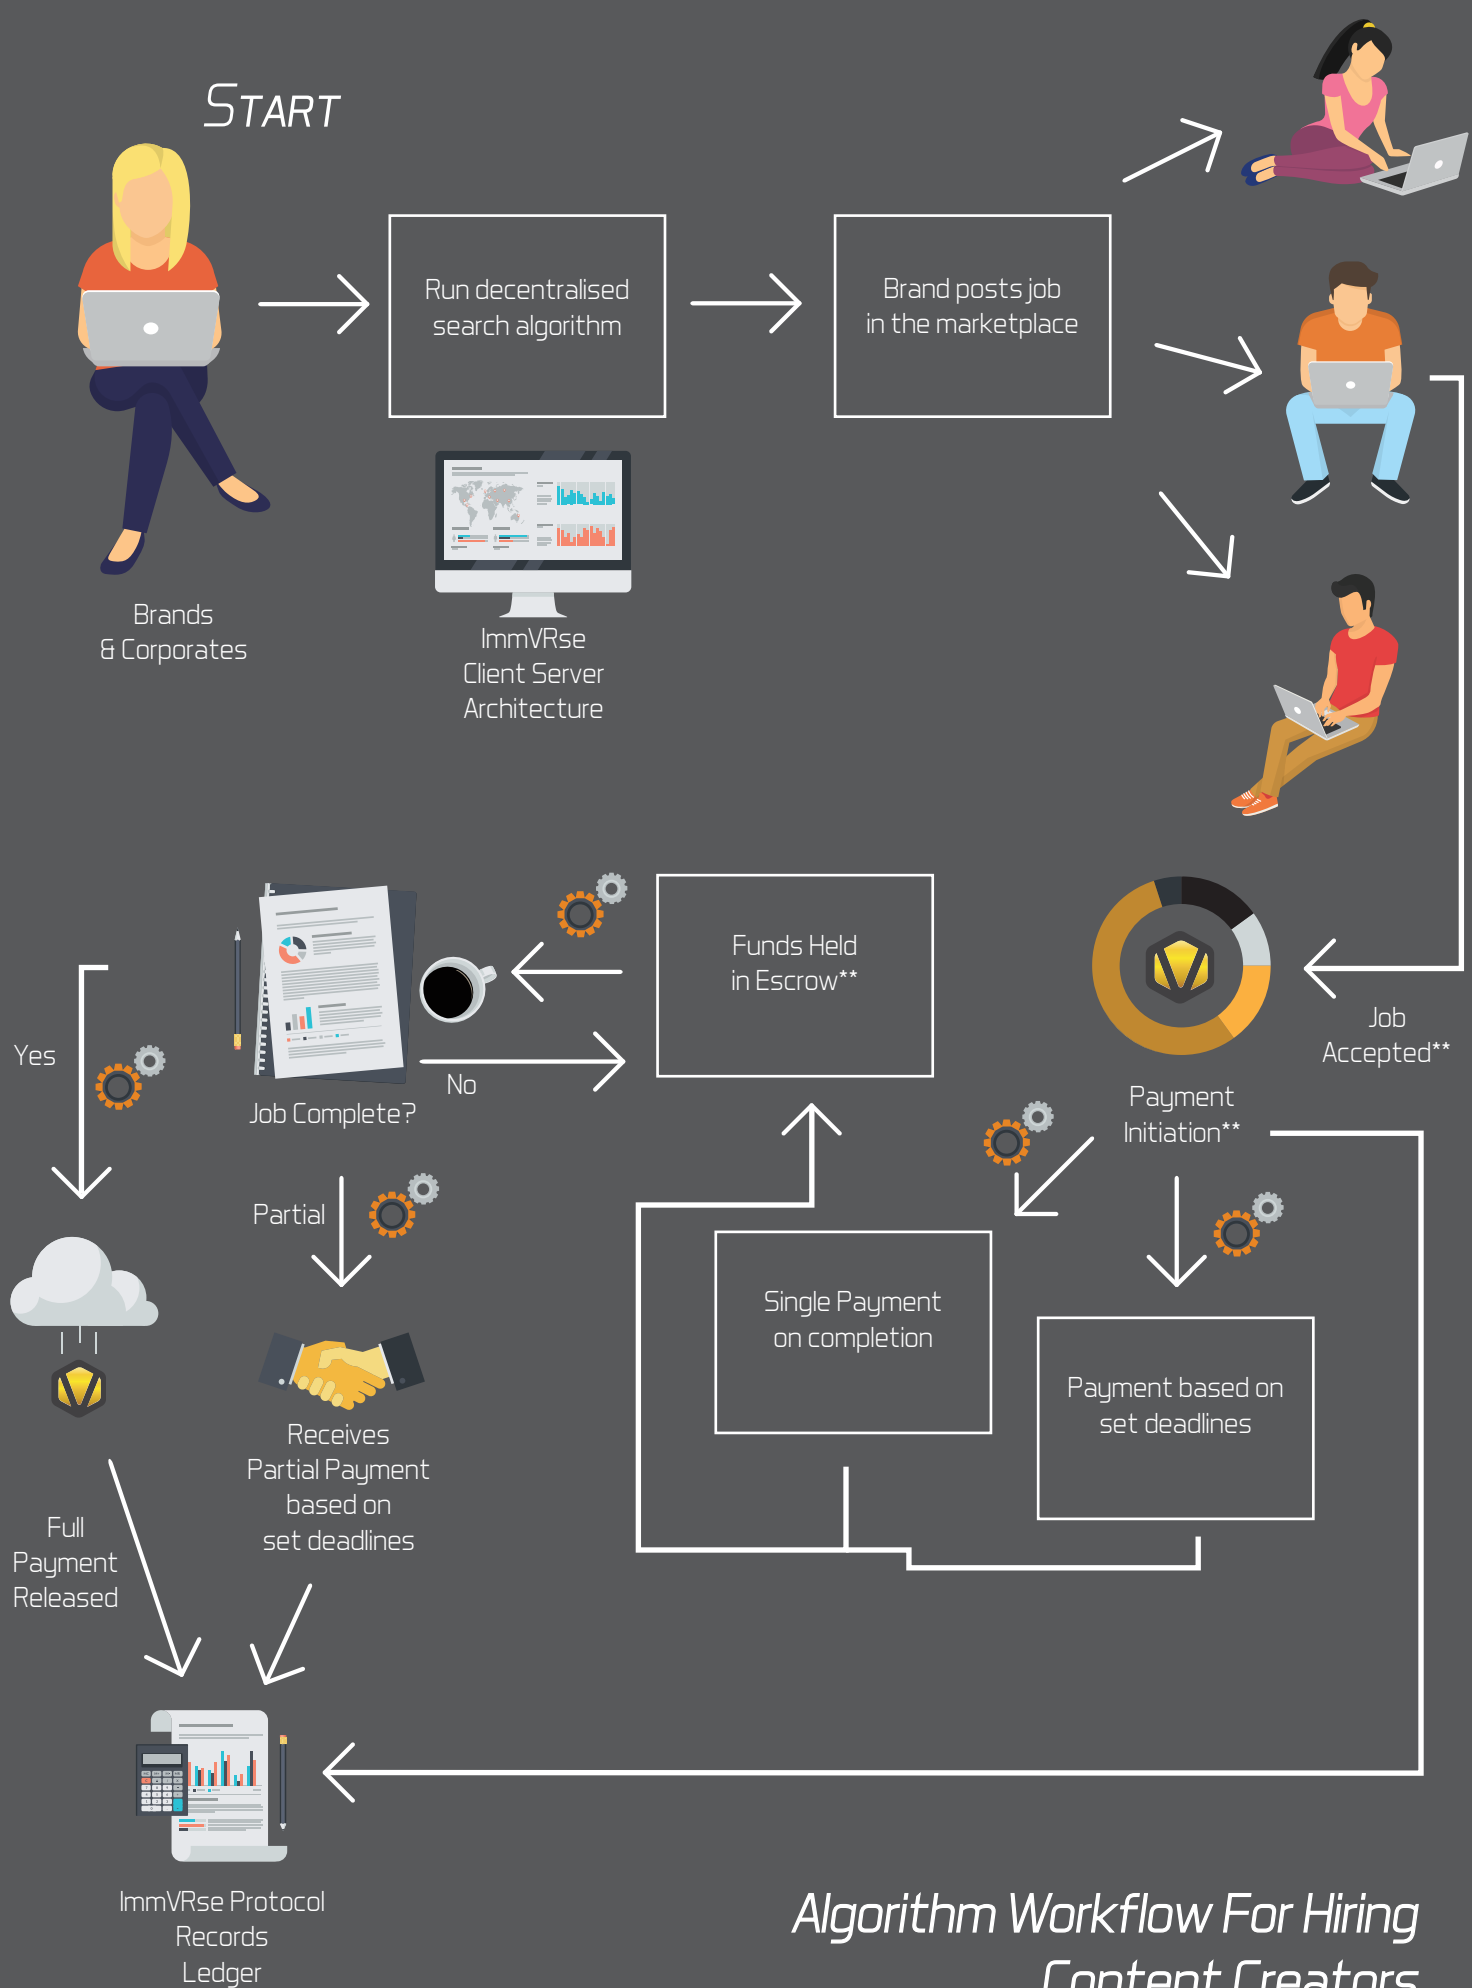 START
Run decentralised
search algorithm
Brand posts job
in the marketplace
Brands
& Corporates
ImmVRse
Client Server
Architecture
Funds Held
in Escrow**
Job
Accepted**
Yes
No
Job Complete?
Payment
Initiation**
Partial
Single Payment
on completion
Payment based on
set deadlines
Receives
Partial Payment
based on
set deadlines
Full
Payment
Released
ImmVRse Protocol
Records
Ledger
Algorithm Workflow For Hiring
Content Creators